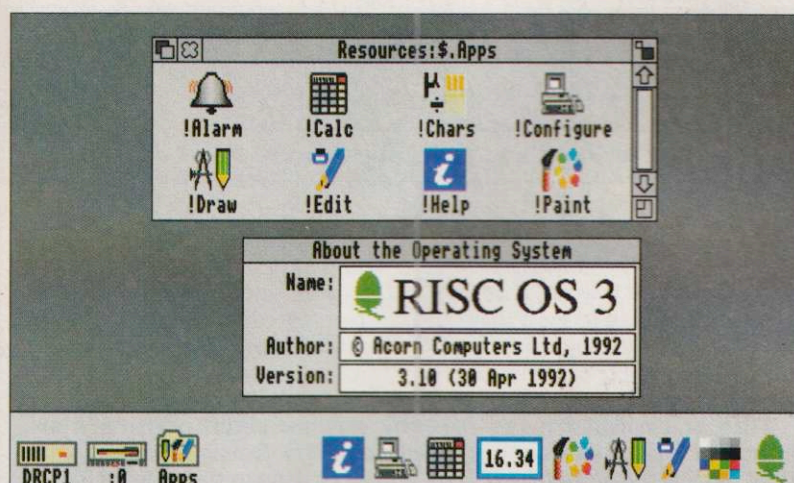 Resources:$.Apps
!Alarm !Calc !Chars !Configure
!Draw !Edit !Help !Paint
About the Operating System
Name: RISC OS 3
Author: © Acorn Computers Ltd, 1992
Version: 3.10 (30 Apr 1992)
16.34
DRCP1 :0 Apps